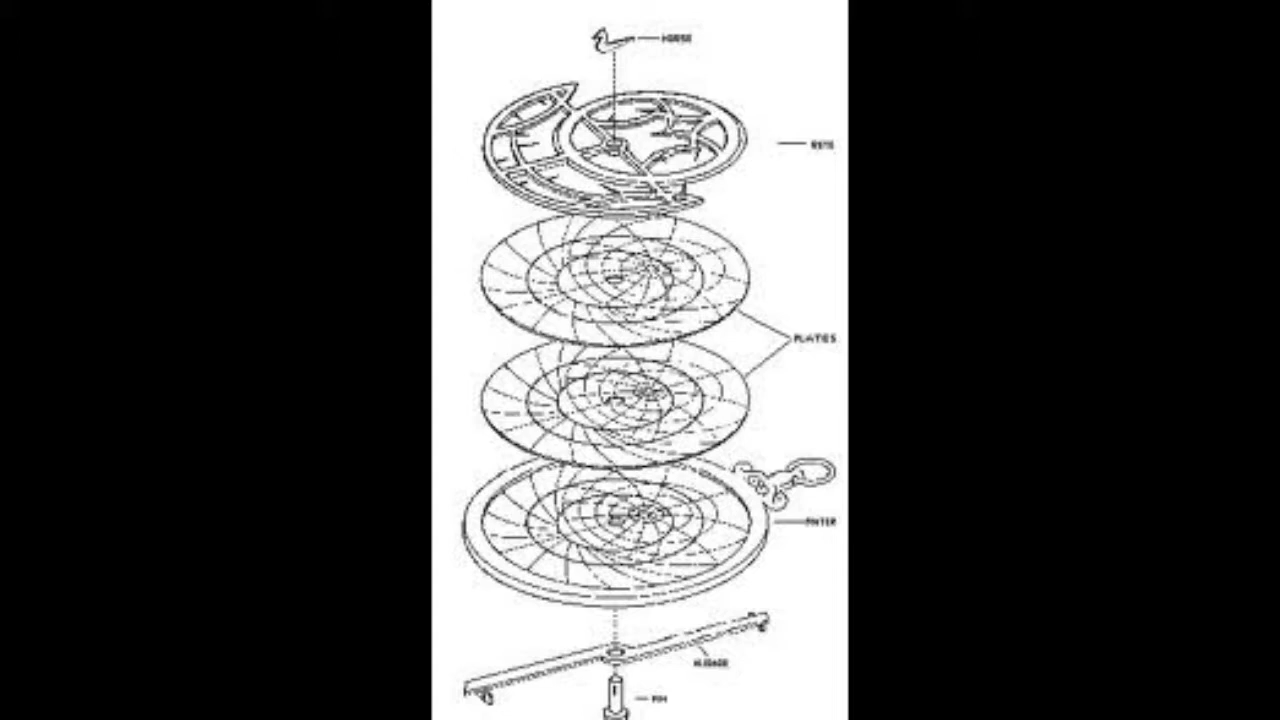 HORSE
RETE
PLATES
MATER
ALIDADE
PIN